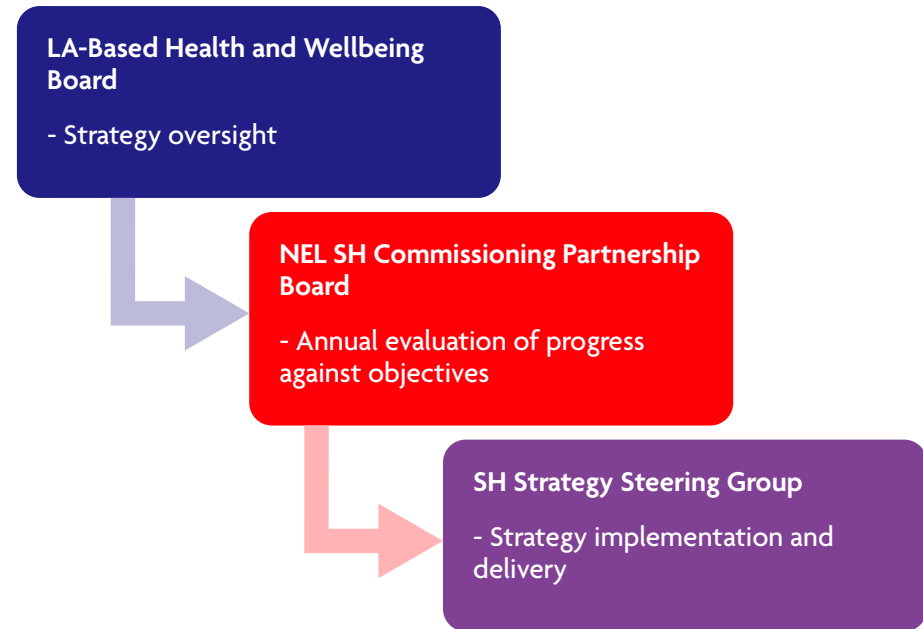 LA-Based Health and Wellbeing
Board
- Strategy oversight
NEL SH Commissioning Partnership
Board
- Annual evaluation of progress
against objectives
SH Strategy Steering Group
- Strategy implementation and
delivery